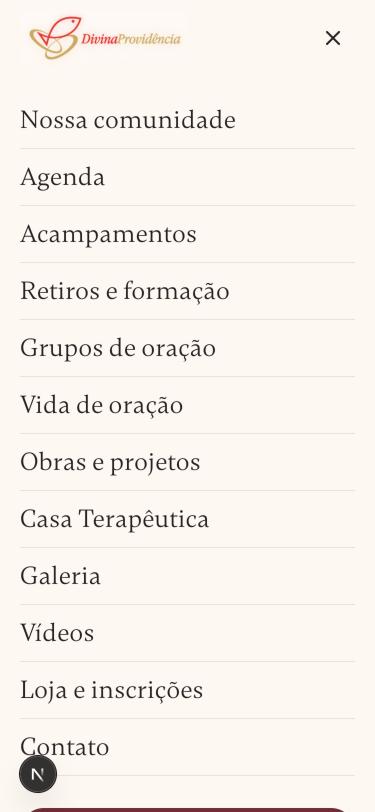 DivinaProvidência
Nossa comunidade
Agenda
Acampamentos
Retiros e formação
Grupos de oração
Vida de oração
Obras e projetos
Casa Terapêutica
Galeria
Vídeos
Loja e inscrições
Contato
N